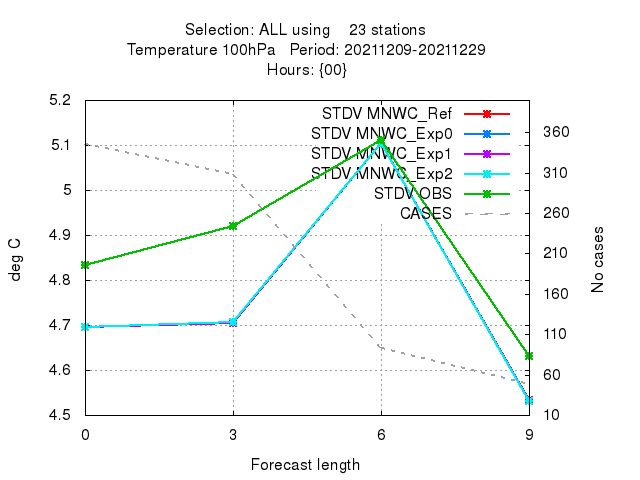 Selection: ALL using 23 stations
Temperature 100hPa Period: 20211209-20211229
Hours: {00}
5.2
5.1
5
4.9
4.8
4.7
4.6
4.5
deg C
STDV MNWC_Ref
STDV MNWC_Exp0
STDV MNWC_Exp1
STDV MNWC_Exp2
STDV OBS
CASES
360
310
260
210
160
110
60
10
No cases
0 3 6 9
Forecast length